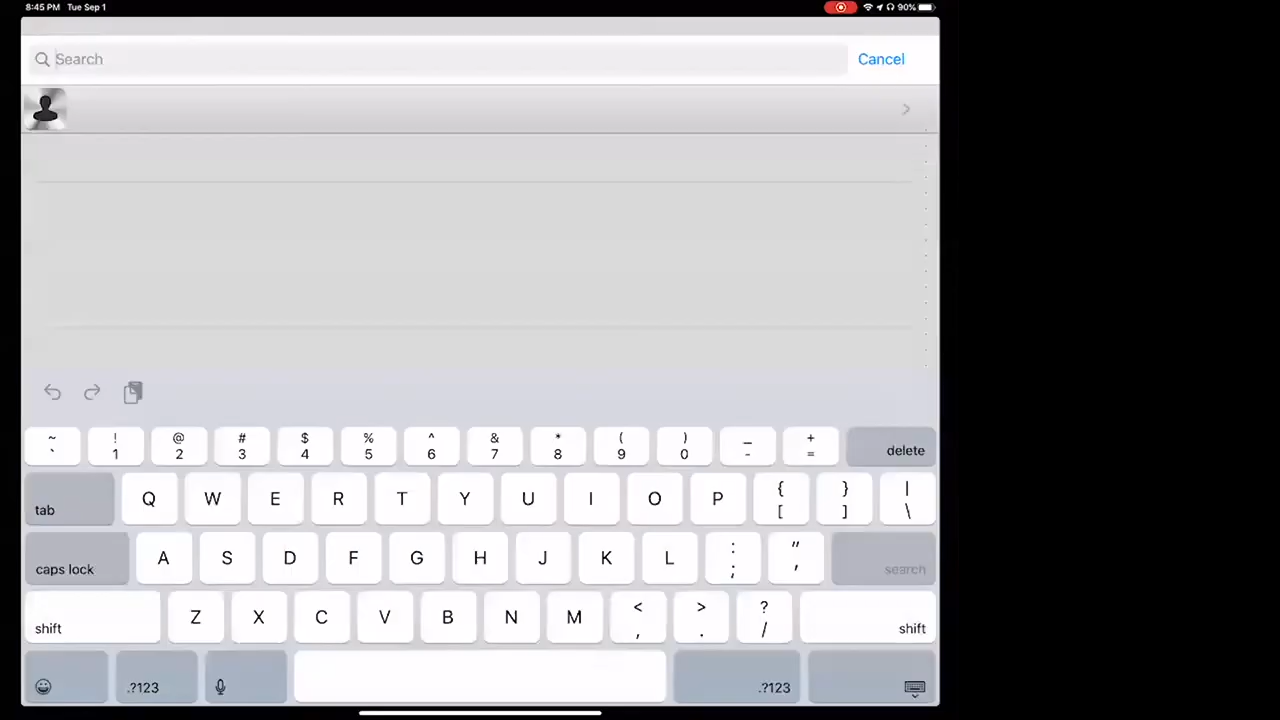 8:45 PM Tue Sep 1 90%
Search Cancel
~ ! @ # $ % ^ & * ( ) _ +
` 1 2 3 4 5 6 7 8 9 0 - = delete
tab Q W E R T Y U I O P { [ } ] | \
caps lock A S D F G H J K L : ; " ' search
shift Z X C V B N M < , > . ? / shift
.?123 .?123